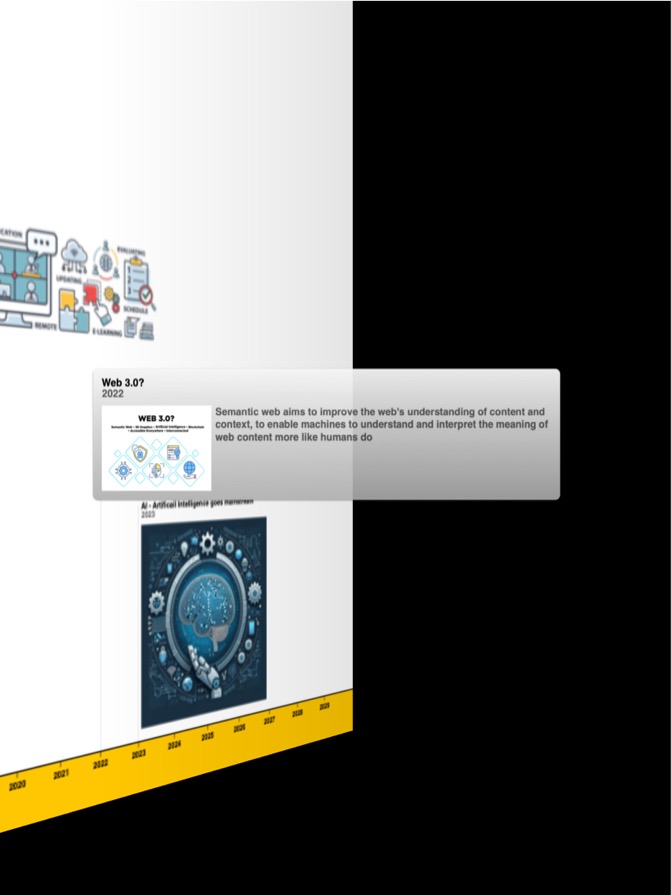 CATION
EVALUATING
UPDATING
SCHEDULE
REMOTE
E-LEARNING
Web 3.0?
2022
WEB 3.0?
Semantic Web • 3D Graphics • Artificial Intelligence • Blockchain
• Accessible Everywhere • Interconnected
Semantic web aims to improve the web's understanding of content and
context, to enable machines to understand and interpret the meaning of
web content more like humans do
AI - Artificail Intelligence goes mainstream
2023
2020 2021 2022 2023 2024 2025 2026 2027 2028 2029